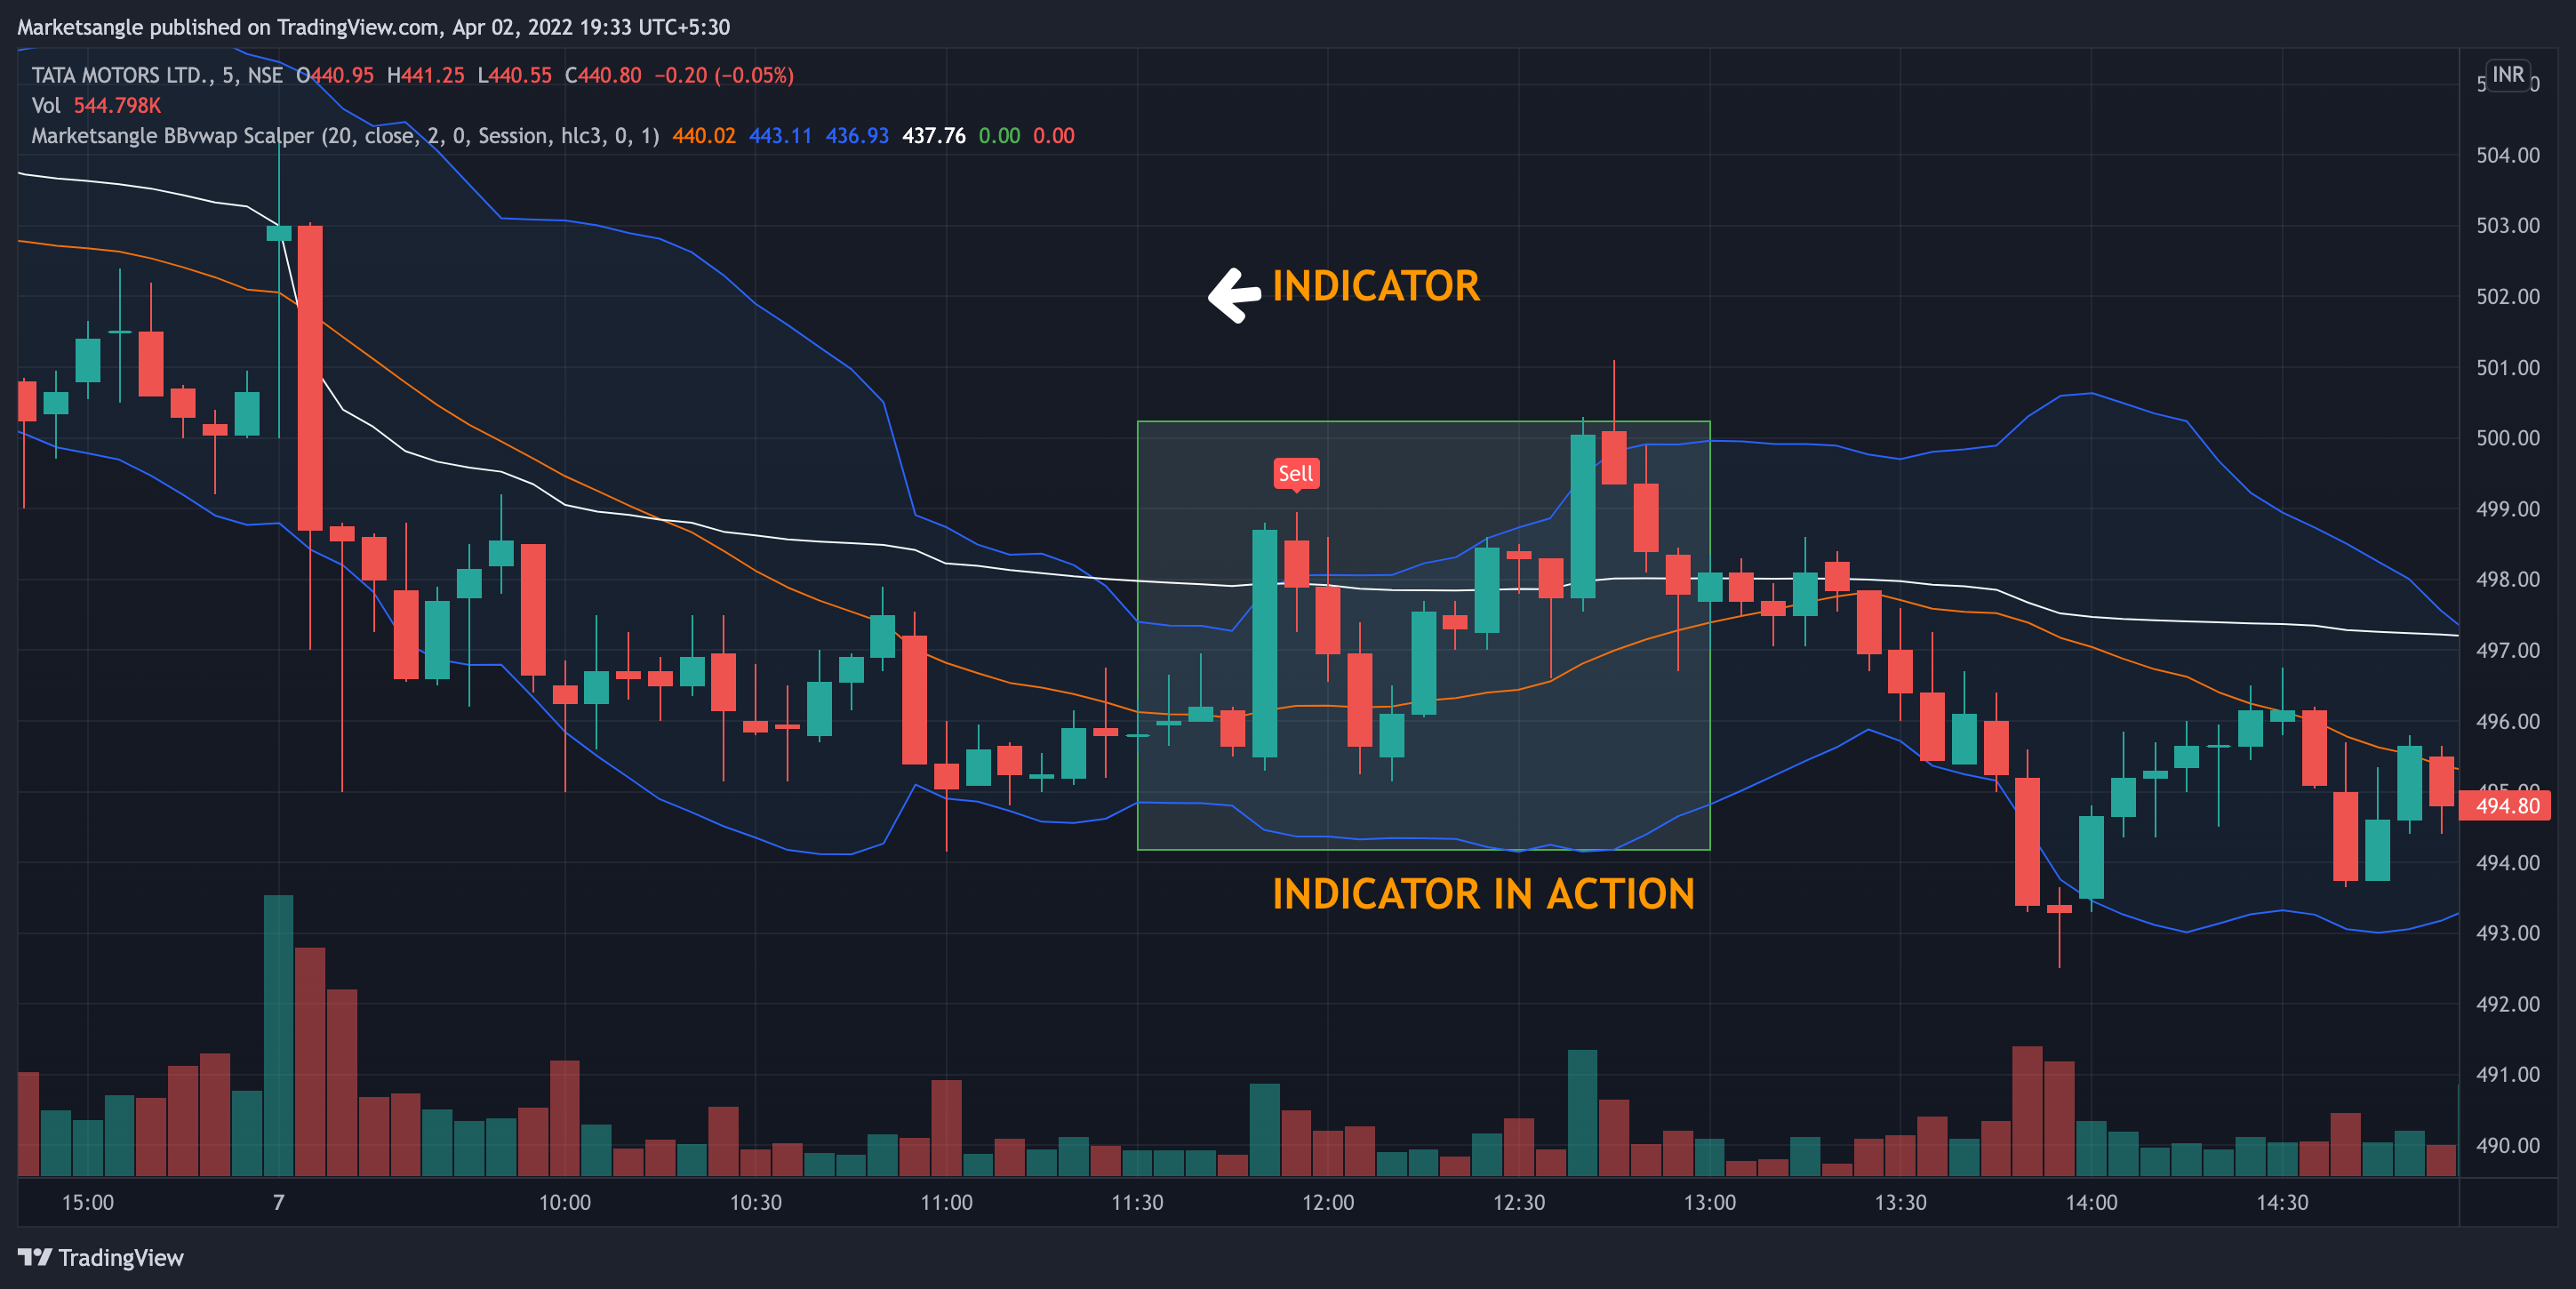 Marketsangle published on TradingView.com, Apr 02, 2022 19:33 UTC+5:30
TATA MOTORS LTD., 5, NSE O440.95 H441.25 L440.55 C440.80 −0.20 (−0.05%)
Vol 544.798K
Marketsangle BBvwap Scalper (20, close, 2, 0, Session, hlc3, 0, 1) 440.02 443.11 436.93 437.76 0.00 0.00
INR
504.00
503.00
INDICATOR
502.00
501.00
500.00
Sell
499.00
498.00
497.00
496.00
494.80
494.00
INDICATOR IN ACTION
493.00
492.00
491.00
490.00
15:00 7 10:00 10:30 11:00 11:30 12:00 12:30 13:00 13:30 14:00 14:30
TradingView